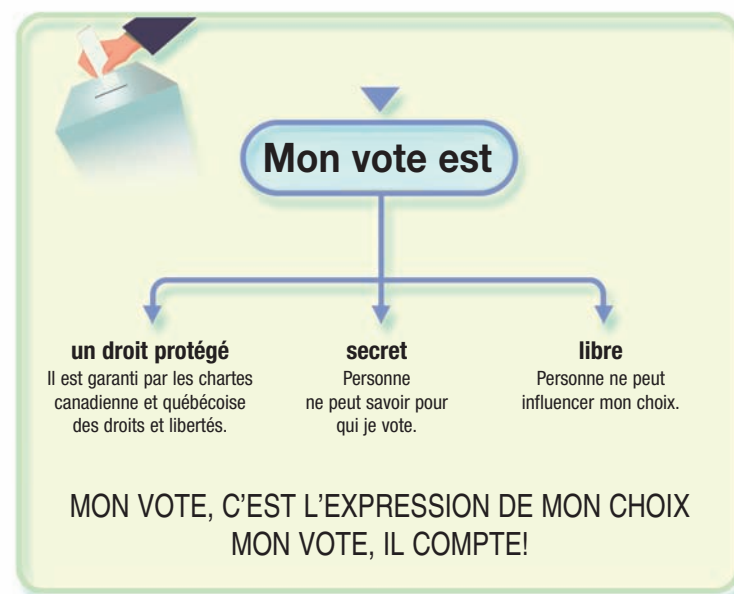 Mon vote est
un droit protégé
Il est garanti par les chartes
canadienne et québécoise
des droits et libertés.
secret
Personne
ne peut savoir pour
qui je vote.
libre
Personne ne peut
influencer mon choix.
MON VOTE, C’EST L’EXPRESSION DE MON CHOIX
MON VOTE, IL COMPTE!